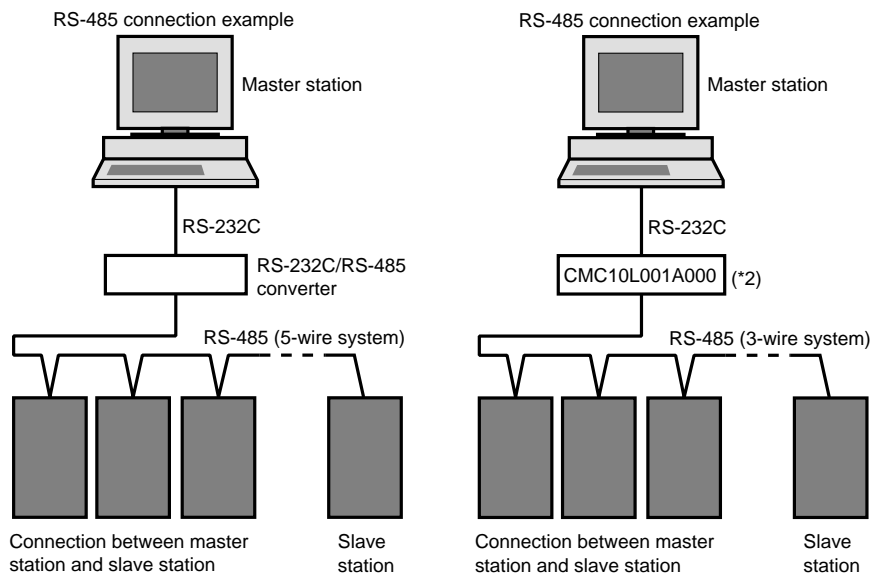 RS-485 connection example
Master station
RS-232C
RS-232C/RS-485
converter
RS-485 (5-wire system)
Connection between master
station and slave station
Slave
station
RS-485 connection example
Master station
RS-232C
CMC10L001A000
(*2)
RS-485 (3-wire system)
Connection between master
station and slave station
Slave
station